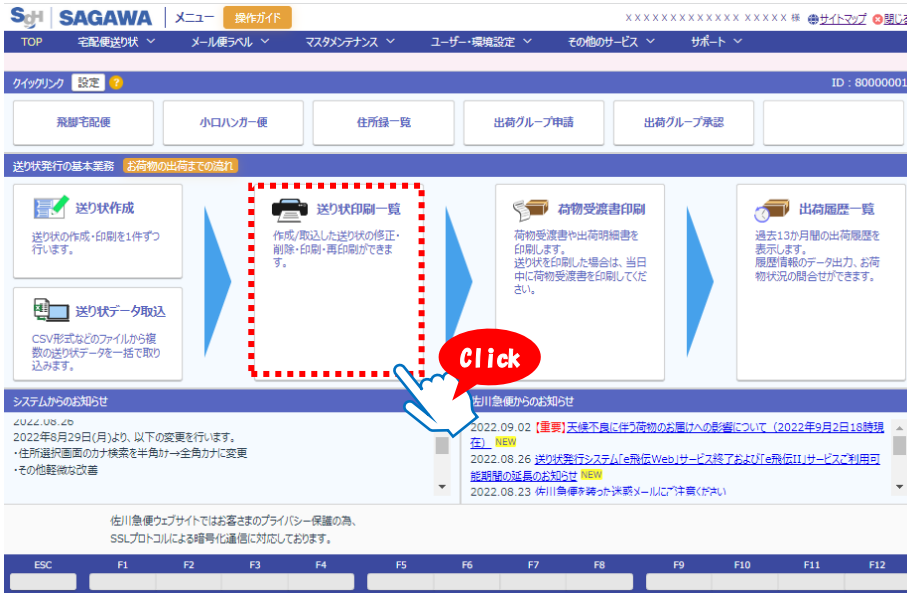 SgH SAGAWA メニュー 操作ガイド XXXXXXXXXXXXXX XXXXX 様 サイトマップ 閉じる
TOP 宅配便送り状 メール便ラベル マスタメンテナンス ユーザー・環境設定 その他のサービス サポート
クイックリンク 設定 ? ID : 80000001
飛脚宅配便 小口ハンガー便 住所録一覧 出荷グループ申請 出荷グループ承認
送り状発行の基本業務 お荷物の出荷までの流れ
送り状作成
送り状の作成・印刷を1件ずつ
行います。
送り状データ取込
CSV形式などのファイルから複
数の送り状データを一括で取り
込みます。
送り状印刷一覧
作成/取込した送り状の修正・
削除・印刷・再印刷ができま
す。
荷物受渡書印刷
荷物受渡書や出荷明細書を
印刷します。
送り状を印刷した場合は、当日
中に荷物受渡書を印刷してくだ
さい。
出荷履歴一覧
過去13か月間の出荷履歴を
表示します。
履歴情報のデータ出力、お荷
物状況の問合せができます。
Click
システムからのお知らせ
2022.08.26
2022年8月29日(月)より、以下の変更を行います。
・住所選択画面のカナ検索を半角ｶﾅ→全角カナに変更
・その他軽微な改善
佐川急便からのお知らせ
2022.09.02 【重要】天候不良に伴う荷物のお届けへの影響について（2022年9月2日18時現
在） NEW
2022.08.26 送り状発行システム｢e飛伝Web｣サービス終了および｢e飛伝II｣サービスご利用可
能期間の延長のお知らせ NEW
2022.08.23 佐川急便を装った迷惑メールにご注意ください
佐川急便ウェブサイトではお客さまのプライバシー保護の為、
SSLプロトコルによる暗号化通信に対応しております。
ESC F1 F2 F3 F4 F5 F6 F7 F8 F9 F10 F11 F12